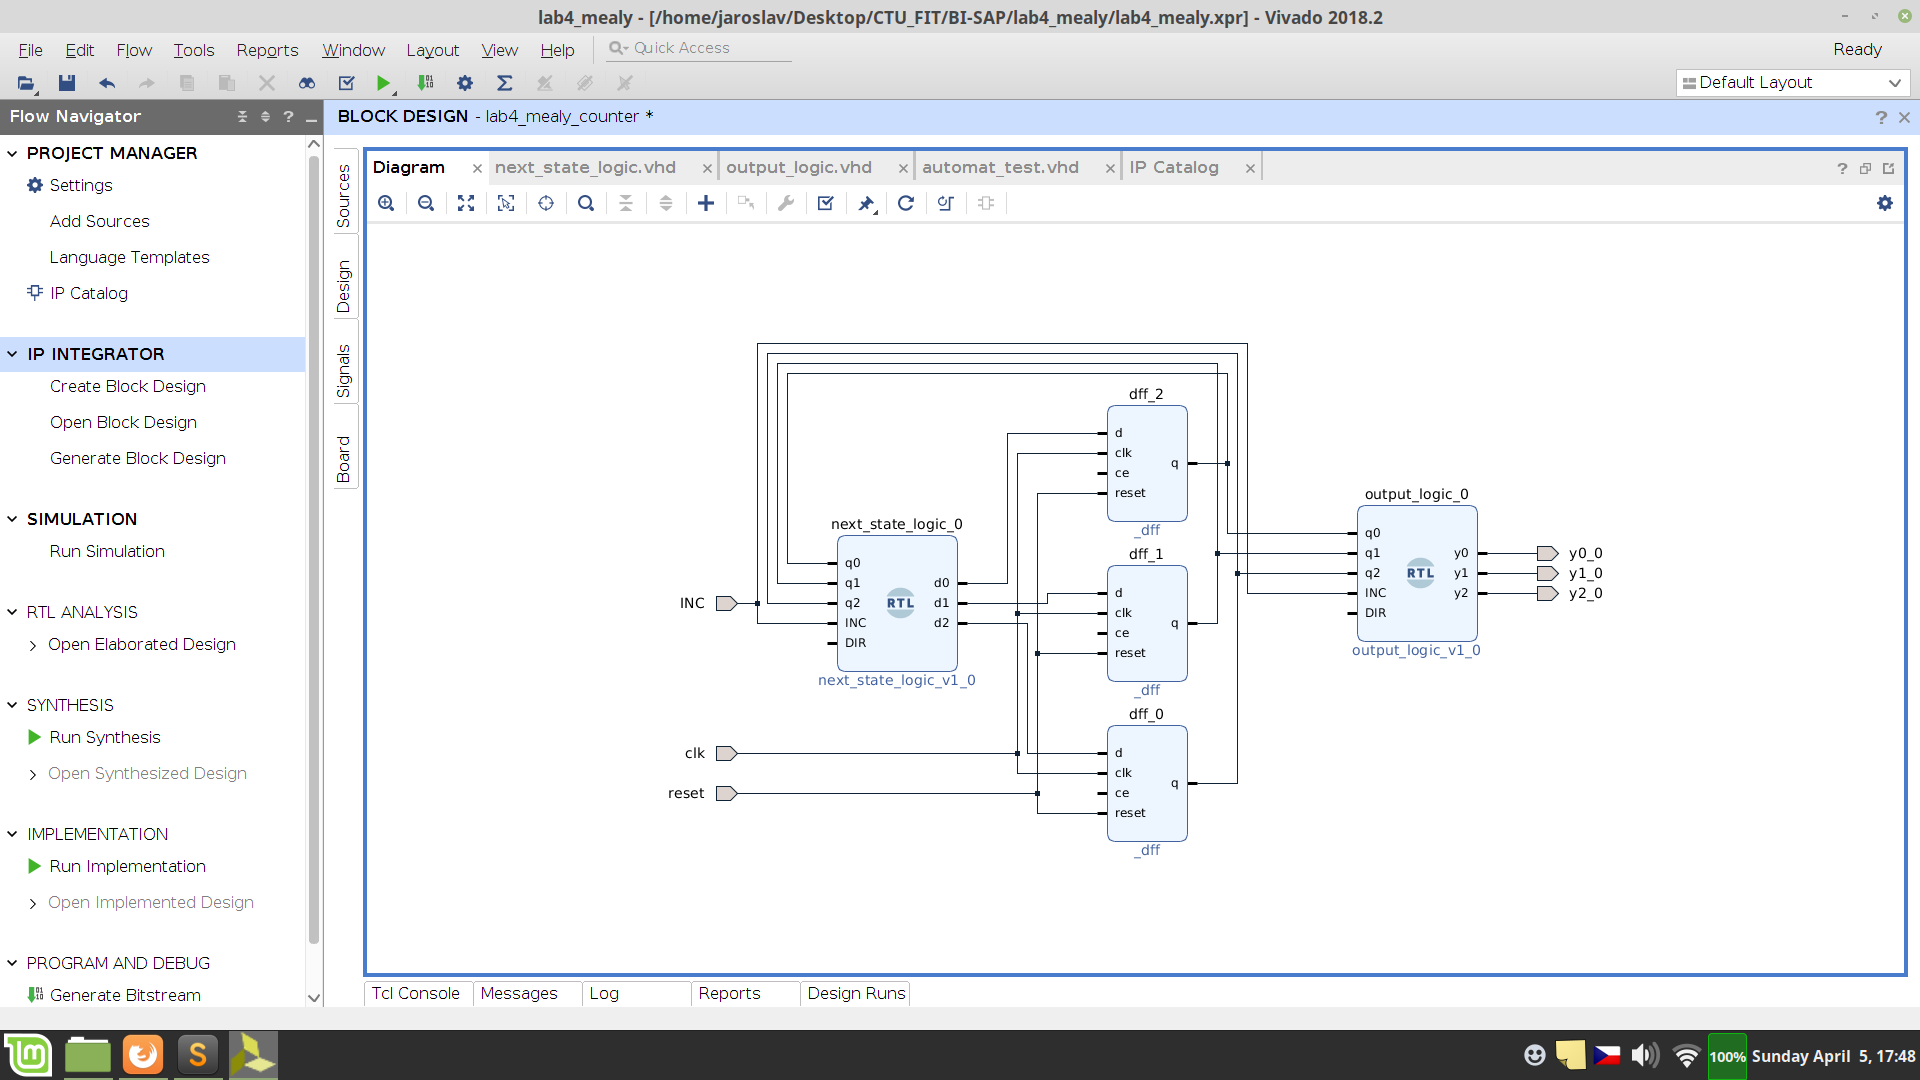 lab4_mealy - [/home/jaroslav/Desktop/CTU_FIT/BI-SAP/lab4_mealy/lab4_mealy.xpr] - Vivado 2018.2
File Edit Flow Tools Reports Window Layout View Help Quick Access Ready
Default Layout
Flow Navigator
BLOCK DESIGN - lab4_mealy_counter *
PROJECT MANAGER
Settings
Add Sources
Language Templates
IP Catalog
IP INTEGRATOR
Create Block Design
Open Block Design
Generate Block Design
SIMULATION
Run Simulation
RTL ANALYSIS
Open Elaborated Design
SYNTHESIS
Run Synthesis
Open Synthesized Design
IMPLEMENTATION
Run Implementation
Open Implemented Design
PROGRAM AND DEBUG
Generate Bitstream
Sources
Design
Signals
Board
Diagram next_state_logic.vhd output_logic.vhd automat_test.vhd IP Catalog
INC
clk
reset
next_state_logic_0
q0
q1
q2
INC
DIR
RTL
d0
d1
d2
next_state_logic_v1_0
dff_2
d
clk
ce
reset
q
_dff
dff_1
d
clk
ce
reset
q
_dff
dff_0
d
clk
ce
reset
q
_dff
output_logic_0
q0
q1
q2
INC
DIR
RTL
y0
y1
y2
output_logic_v1_0
y0_0
y1_0
y2_0
Tcl Console Messages Log Reports Design Runs
100% Sunday April 5, 17:48